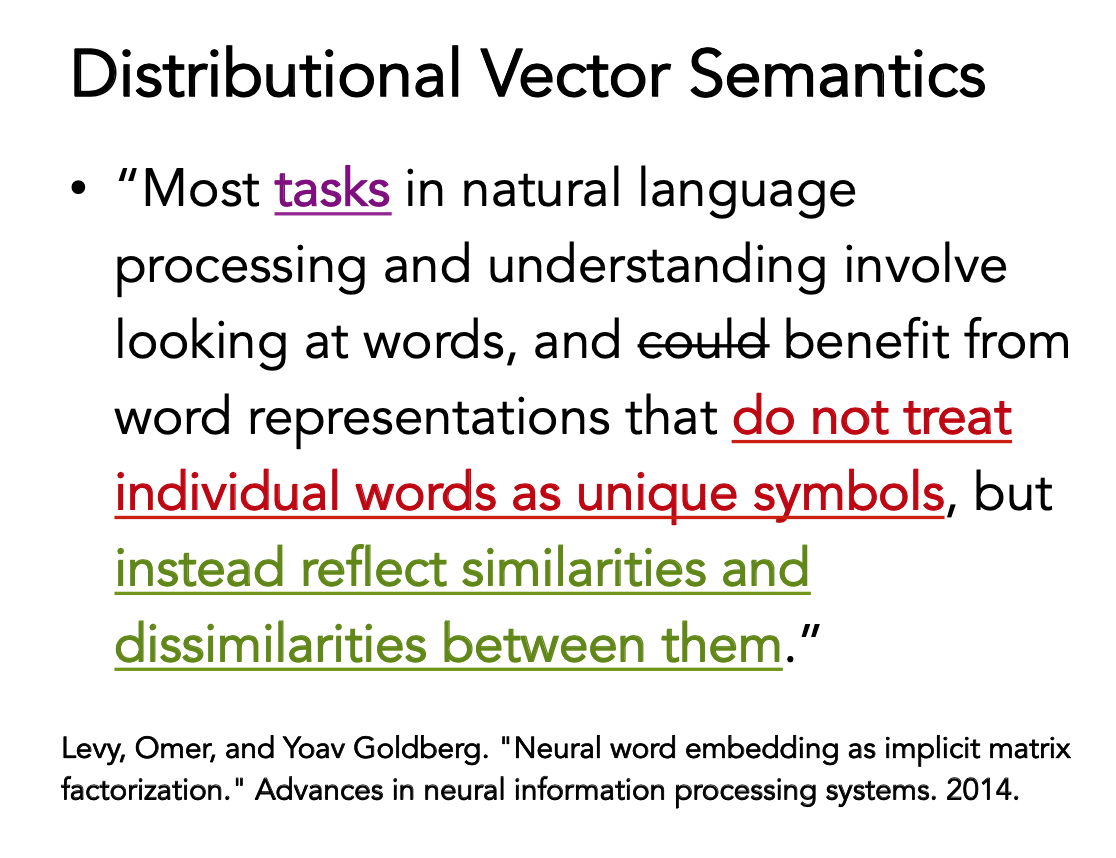 Distributional Vector Semantics
• “Most tasks in natural language
processing and understanding involve
looking at words, and could benefit from
word representations that do not treat
individual words as unique symbols, but
instead reflect similarities and
dissimilarities between them.”
Levy, Omer, and Yoav Goldberg. "Neural word embedding as implicit matrix
factorization." Advances in neural information processing systems. 2014.